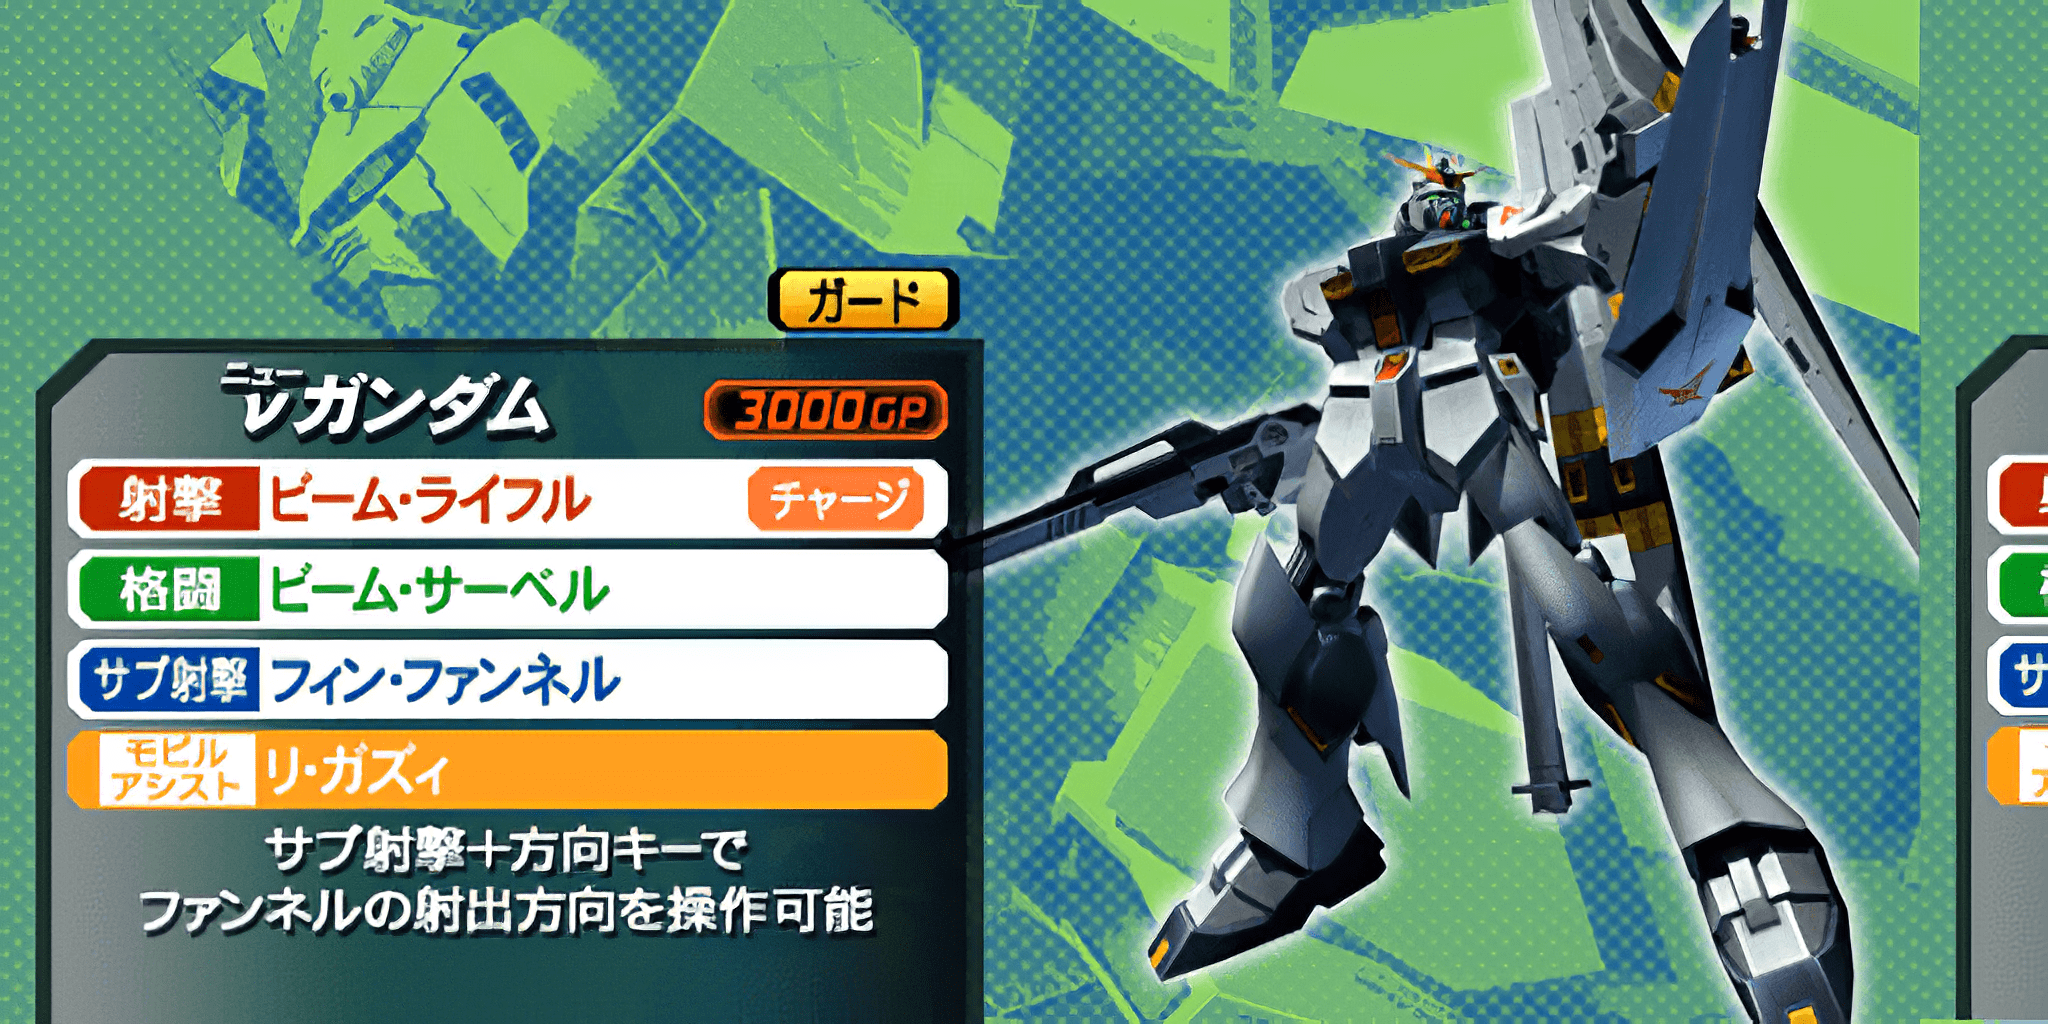 ガード
ニュー
νガンダム 3000GP
射撃 ビーム・ライフル チャージ
格闘 ビーム・サーベル
サブ射撃 フィン・ファンネル
モビルアシスト リ・ガズィ
サブ射撃＋方向キーで
ファンネルの射出方向を操作可能
サ